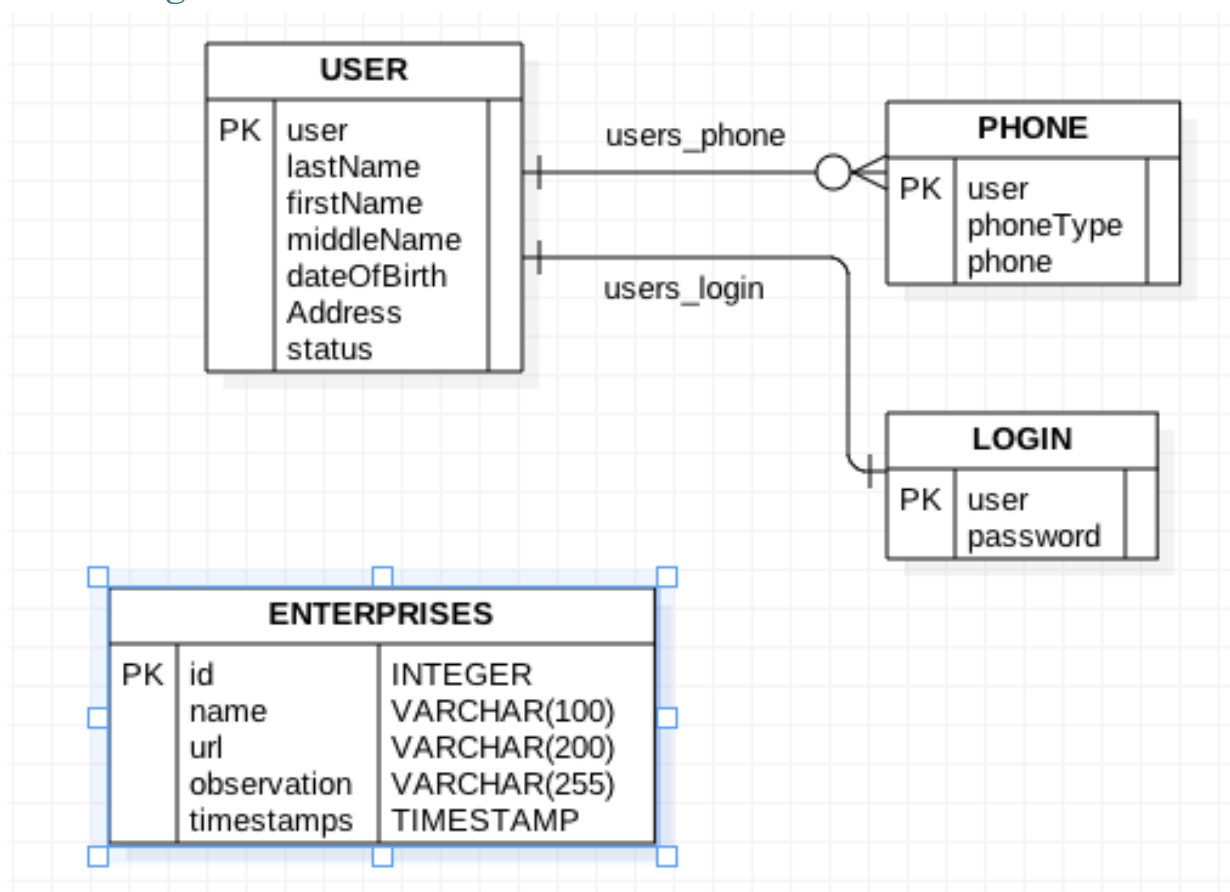 USER
PK user
lastName
firstName
middleName
dateOfBirth
Address
status
users_phone
users_login
PHONE
PK user
phoneType
phone
LOGIN
PK user
password
ENTERPRISES
PK id INTEGER
name VARCHAR(100)
url VARCHAR(200)
observation VARCHAR(255)
timestamps TIMESTAMP